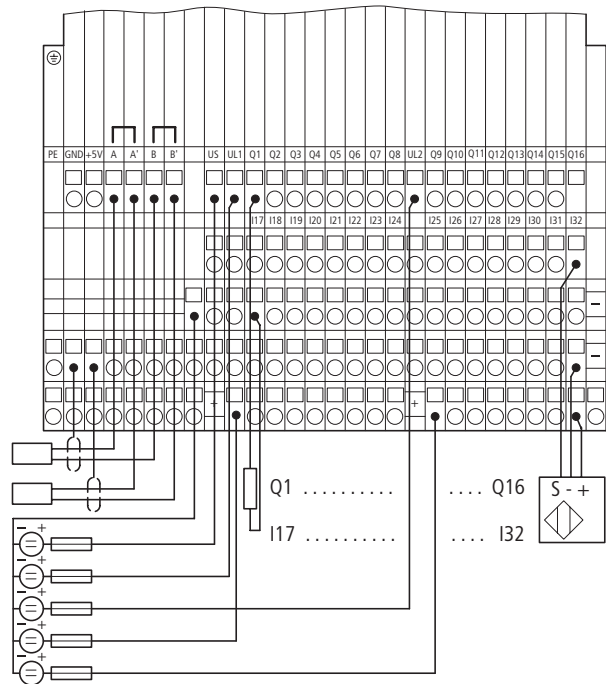 PE GND +5V A A' B B' US UL1 Q1 Q2 Q3 Q4 Q5 Q6 Q7 Q8 UL2 Q9 Q10 Q11 Q12 Q13 Q14 Q15 Q16
I17 I18 I19 I20 I21 I22 I23 I24 I25 I26 I27 I28 I29 I30 I31 I32
−
−
+ +
Q1 .......... .... Q16
I17 .......... .... I32
S - +
− +
− +
− +
− +
− +